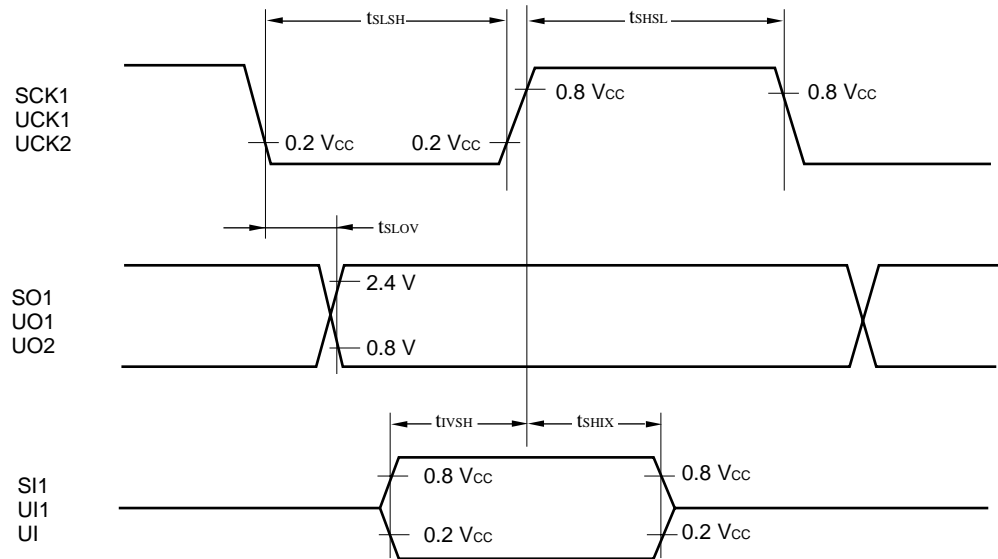 tSLSH
tSHSL
SCK1
UCK1
UCK2
0.8 VCC
0.8 VCC
0.2 VCC
0.2 VCC
tSLOV
SO1
UO1
UO2
2.4 V
0.8 V
tIVSH
tSHIX
SI1
UI1
UI
0.8 VCC
0.8 VCC
0.2 VCC
0.2 VCC